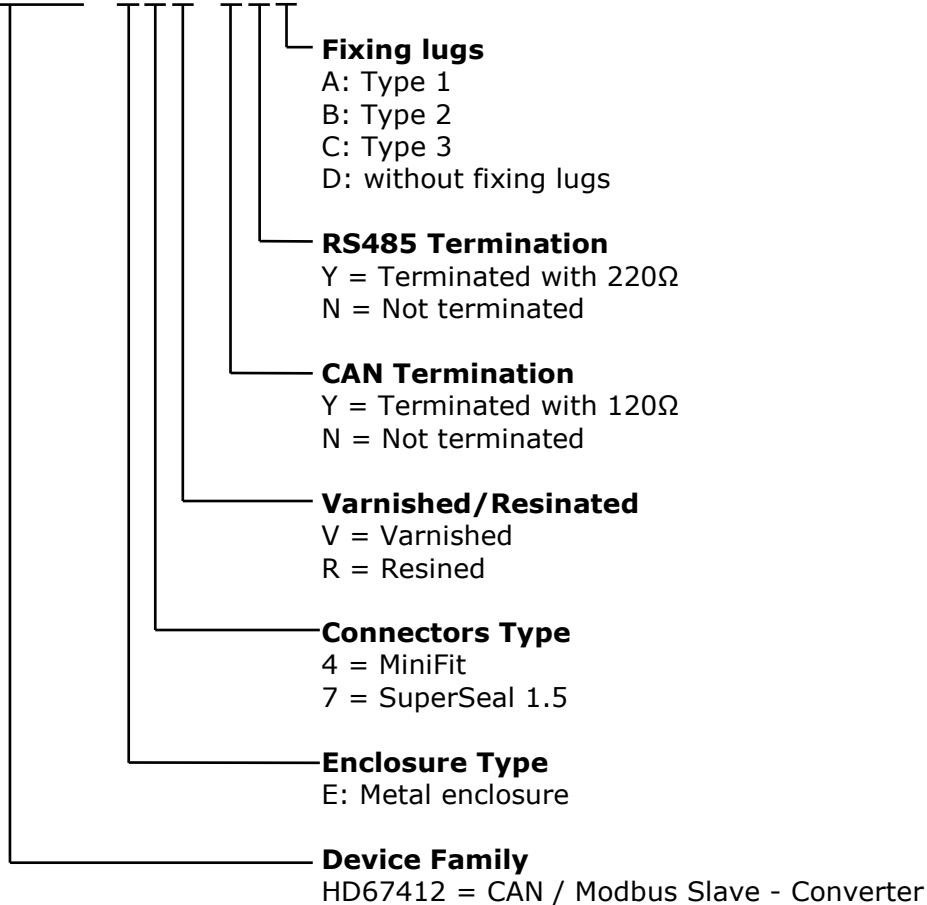 Fixing lugs
A: Type 1
B: Type 2
C: Type 3
D: without fixing lugs
RS485 Termination
Y = Terminated with 220Ω
N = Not terminated
CAN Termination
Y = Terminated with 120Ω
N = Not terminated
Varnished/Resinated
V = Varnished
R = Resined
Connectors Type
4 = MiniFit
7 = SuperSeal 1.5
Enclosure Type
E: Metal enclosure
Device Family
HD67412 = CAN / Modbus Slave - Converter